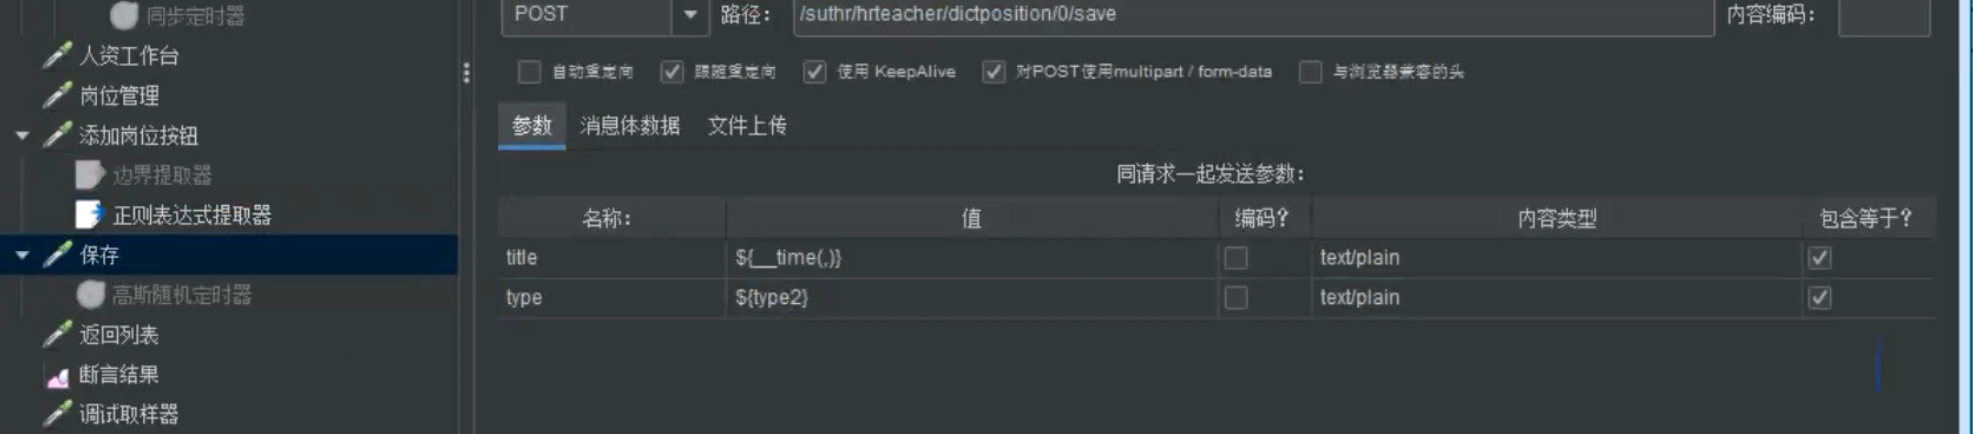 同步定时器
人资工作台
岗位管理
添加岗位按钮
边界提取器
正则表达式提取器
保存
高斯随机定时器
返回列表
断言结果
调试取样器
POST 路径: /suthr/hrteacher/dictposition/0/save 内容编码:
自动重定向 跟随重定向 使用 KeepAlive 对POST使用multipart / form-data 与浏览器兼容的头
参数 消息体数据 文件上传
同请求一起发送参数:
名称: 值 编码? 内容类型 包含等于?
title ${__time(,)} text/plain
type ${type2} text/plain